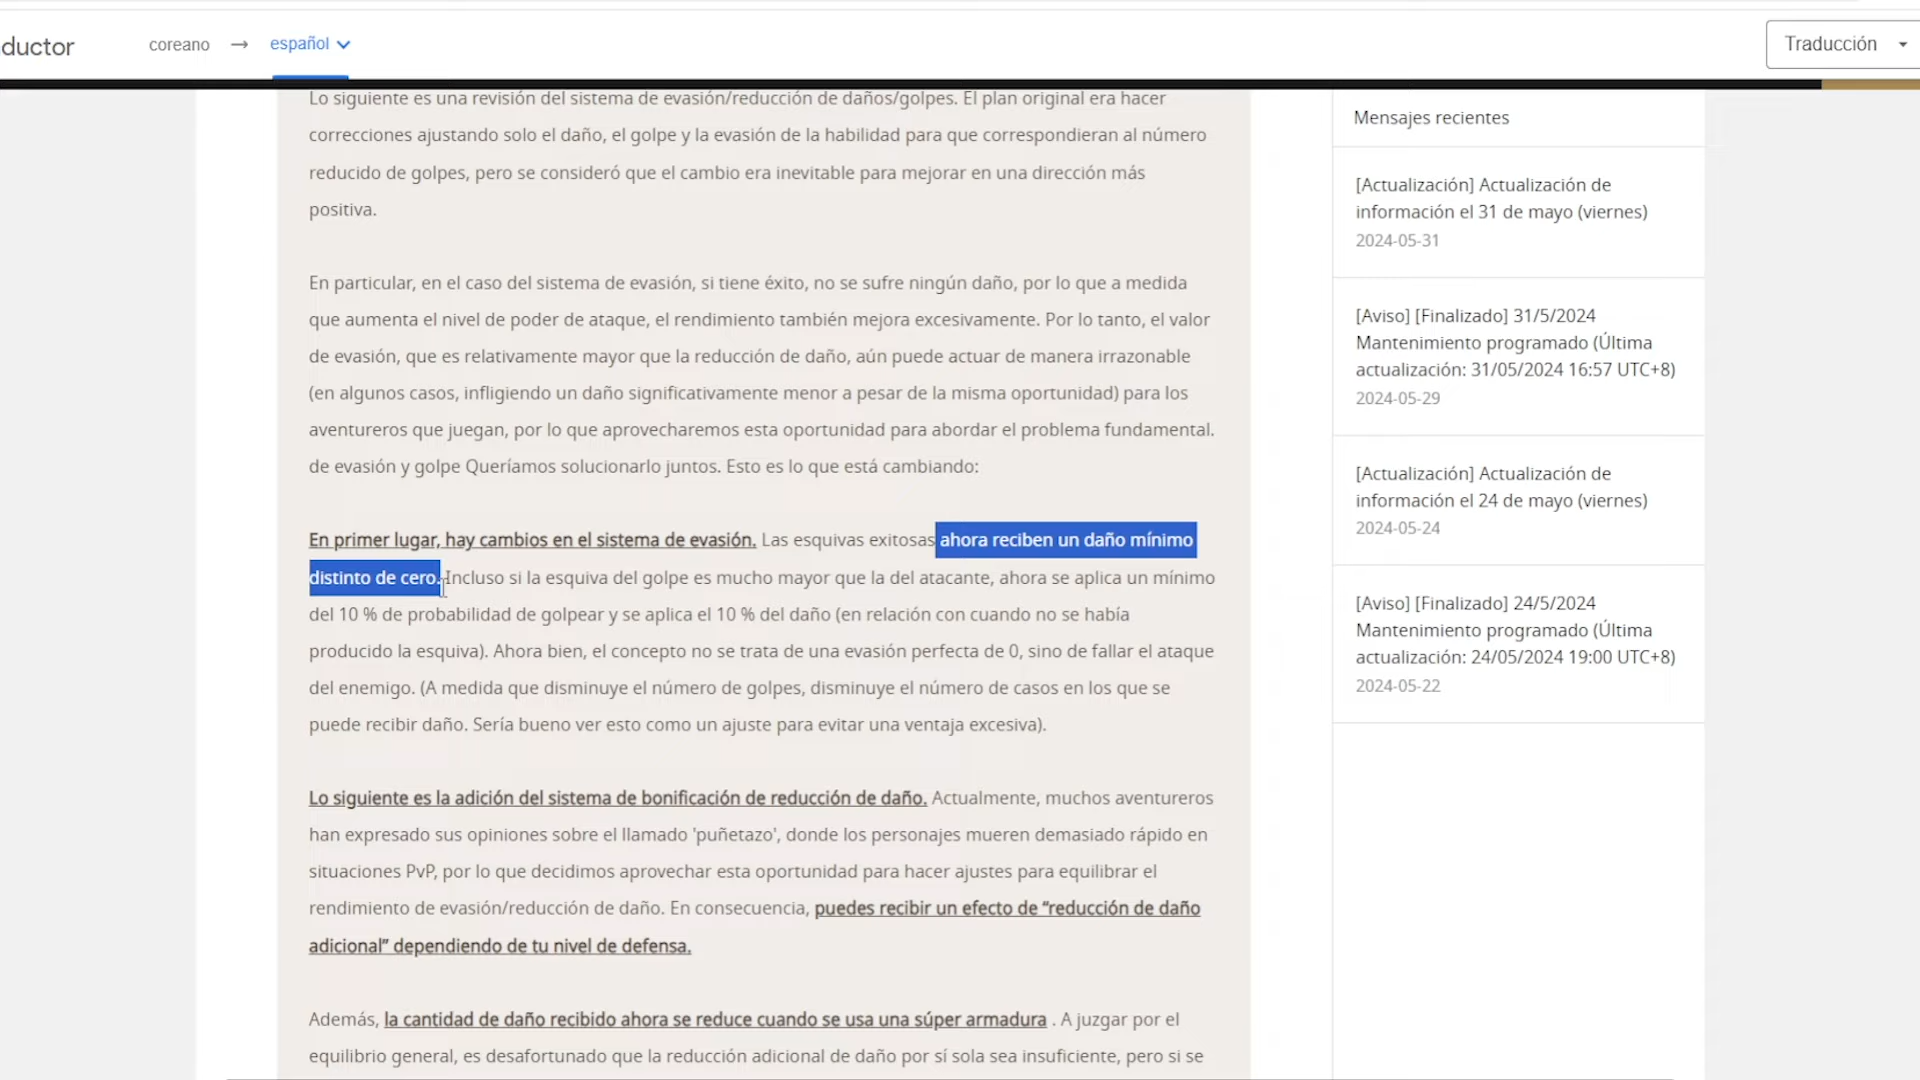 ductor
coreano → español
Traducción
Lo siguiente es una revisión del sistema de evasión/reducción de daños/golpes. El plan original era hacer
correcciones ajustando solo el daño, el golpe y la evasión de la habilidad para que correspondieran al número
reducido de golpes, pero se consideró que el cambio era inevitable para mejorar en una dirección más
positiva.
En particular, en el caso del sistema de evasión, si tiene éxito, no se sufre ningún daño, por lo que a medida
que aumenta el nivel de poder de ataque, el rendimiento también mejora excesivamente. Por lo tanto, el valor
de evasión, que es relativamente mayor que la reducción de daño, aún puede actuar de manera irrazonable
(en algunos casos, infligiendo un daño significativamente menor a pesar de la misma oportunidad) para los
aventureros que juegan, por lo que aprovecharemos esta oportunidad para abordar el problema fundamental.
de evasión y golpe Queríamos solucionarlo juntos. Esto es lo que está cambiando:
En primer lugar, hay cambios en el sistema de evasión. Las esquivas exitosas ahora reciben un daño mínimo
distinto de cero. Incluso si la esquiva del golpe es mucho mayor que la del atacante, ahora se aplica un mínimo
del 10 % de probabilidad de golpear y se aplica el 10 % del daño (en relación con cuando no se había
producido la esquiva). Ahora bien, el concepto no se trata de una evasión perfecta de 0, sino de fallar el ataque
del enemigo. (A medida que disminuye el número de golpes, disminuye el número de casos en los que se
puede recibir daño. Sería bueno ver esto como un ajuste para evitar una ventaja excesiva).
Lo siguiente es la adición del sistema de bonificación de reducción de daño. Actualmente, muchos aventureros
han expresado sus opiniones sobre el llamado 'puñetazo', donde los personajes mueren demasiado rápido en
situaciones PvP, por lo que decidimos aprovechar esta oportunidad para hacer ajustes para equilibrar el
rendimiento de evasión/reducción de daño. En consecuencia, puedes recibir un efecto de “reducción de daño
adicional” dependiendo de tu nivel de defensa.
Además, la cantidad de daño recibido ahora se reduce cuando se usa una súper armadura . A juzgar por el
equilibrio general, es desafortunado que la reducción adicional de daño por sí sola sea insuficiente, pero si se
Mensajes recientes
[Actualización] Actualización de
información el 31 de mayo (viernes)
2024-05-31
[Aviso] [Finalizado] 31/5/2024
Mantenimiento programado (Última
actualización: 31/05/2024 16:57 UTC+8)
2024-05-29
[Actualización] Actualización de
información el 24 de mayo (viernes)
2024-05-24
[Aviso] [Finalizado] 24/5/2024
Mantenimiento programado (Última
actualización: 24/05/2024 19:00 UTC+8)
2024-05-22